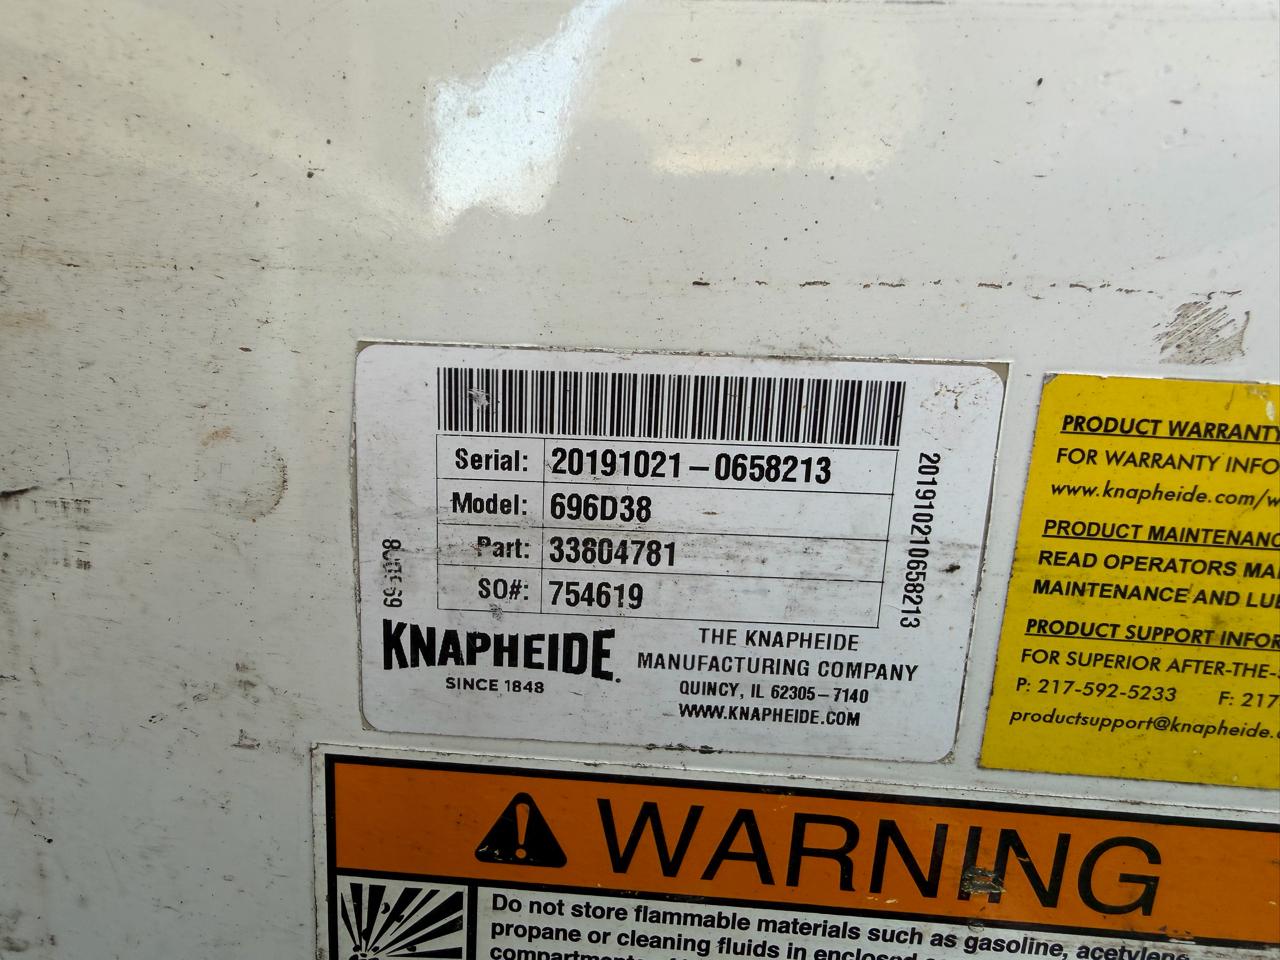 Serial: 20191021-0658213
Model: 696D38
Part: 33804781
SO#: 754619
201910210658213
KNAPHEIDE
SINCE 1848
THE KNAPHEIDE
MANUFACTURING COMPANY
QUINCY, IL 62305-7140
WWW.KNAPHEIDE.COM
PRODUCT WARRANTY
FOR WARRANTY INFO
www.knapheide.com/w
PRODUCT MAINTENANC
READ OPERATORS MA
MAINTENANCE AND LU
PRODUCT SUPPORT INFOR
FOR SUPERIOR AFTER-THE-
P: 217-592-5233 F: 217
productsupport@knapheide.
WARNING
Do not store flammable materials such as gasoline, acetylene
propane or cleaning fluids in enclosed